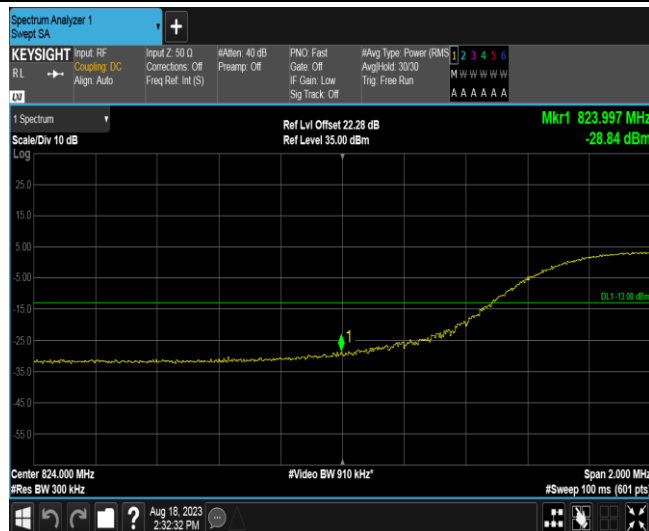 Spectrum Analyzer 1
Swept SA
KEYSIGHT
RL
Input: RF
Coupling: DC
Align: Auto
Input Z: 50 Ω
Corrections: Off
Freq Ref: Int (S)
#Atten: 40 dB
Preamp: Off
PNO: Fast
Gate: Off
IF Gain: Low
Sig Track: Off
#Avg Type: Power (RMS
Avg|Hold: 30/30
Trig: Free Run
1 2 3 4 5 6
M W W W W W
A A A A A A
1 Spectrum
Scale/Div 10 dB
Ref Lvl Offset 22.28 dB
Ref Level 35.00 dBm
Mkr1 823.997 MHz
-28.84 dBm
Log
25.0
15.0
5.00
-5.00
-15.0
-25.0
-35.0
-45.0
-55.0
DL1 -13.00 dBm
1
Center 824.000 MHz
#Res BW 300 kHz
#Video BW 910 kHz*
Span 2.000 MHz
#Sweep 100 ms (601 pts)
?
Aug 18, 2023
2:32:32 PM